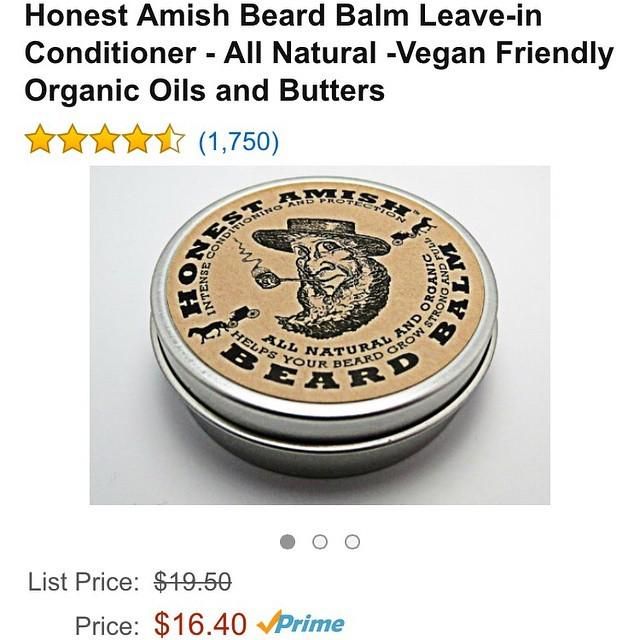 Honest Amish Beard Balm Leave-in
Conditioner - All Natural -Vegan Friendly
Organic Oils and Butters
(1,750)
HONEST AMISH
INTENSE CONDITIONING AND PROTECTION
ALL NATURAL AND ORGANIC
HELPS YOUR BEARD GROW STRONG AND FULL
BEARD BALM
List Price: $19.50
Price: $16.40 Prime